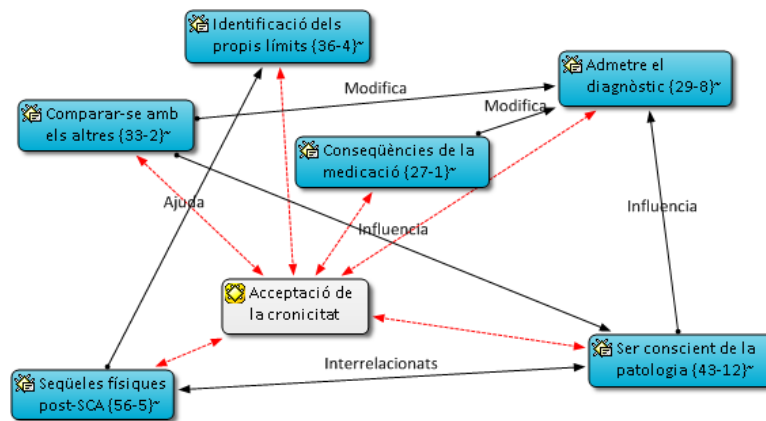 Identificació dels
propis límits {36-4}~
Admetre el
diagnòstic {29-8}~
Modifica
Modifica
Comparar-se amb
els altres {33-2}~
Conseqüències de la
medicació {27-1}~
Ajuda
Influencia
Influencia
Acceptació de
la cronicitat
Ser conscient de la
patologia {43-12}~
Interrelacionats
Seqüeles físiques
post-SCA {56-5}~